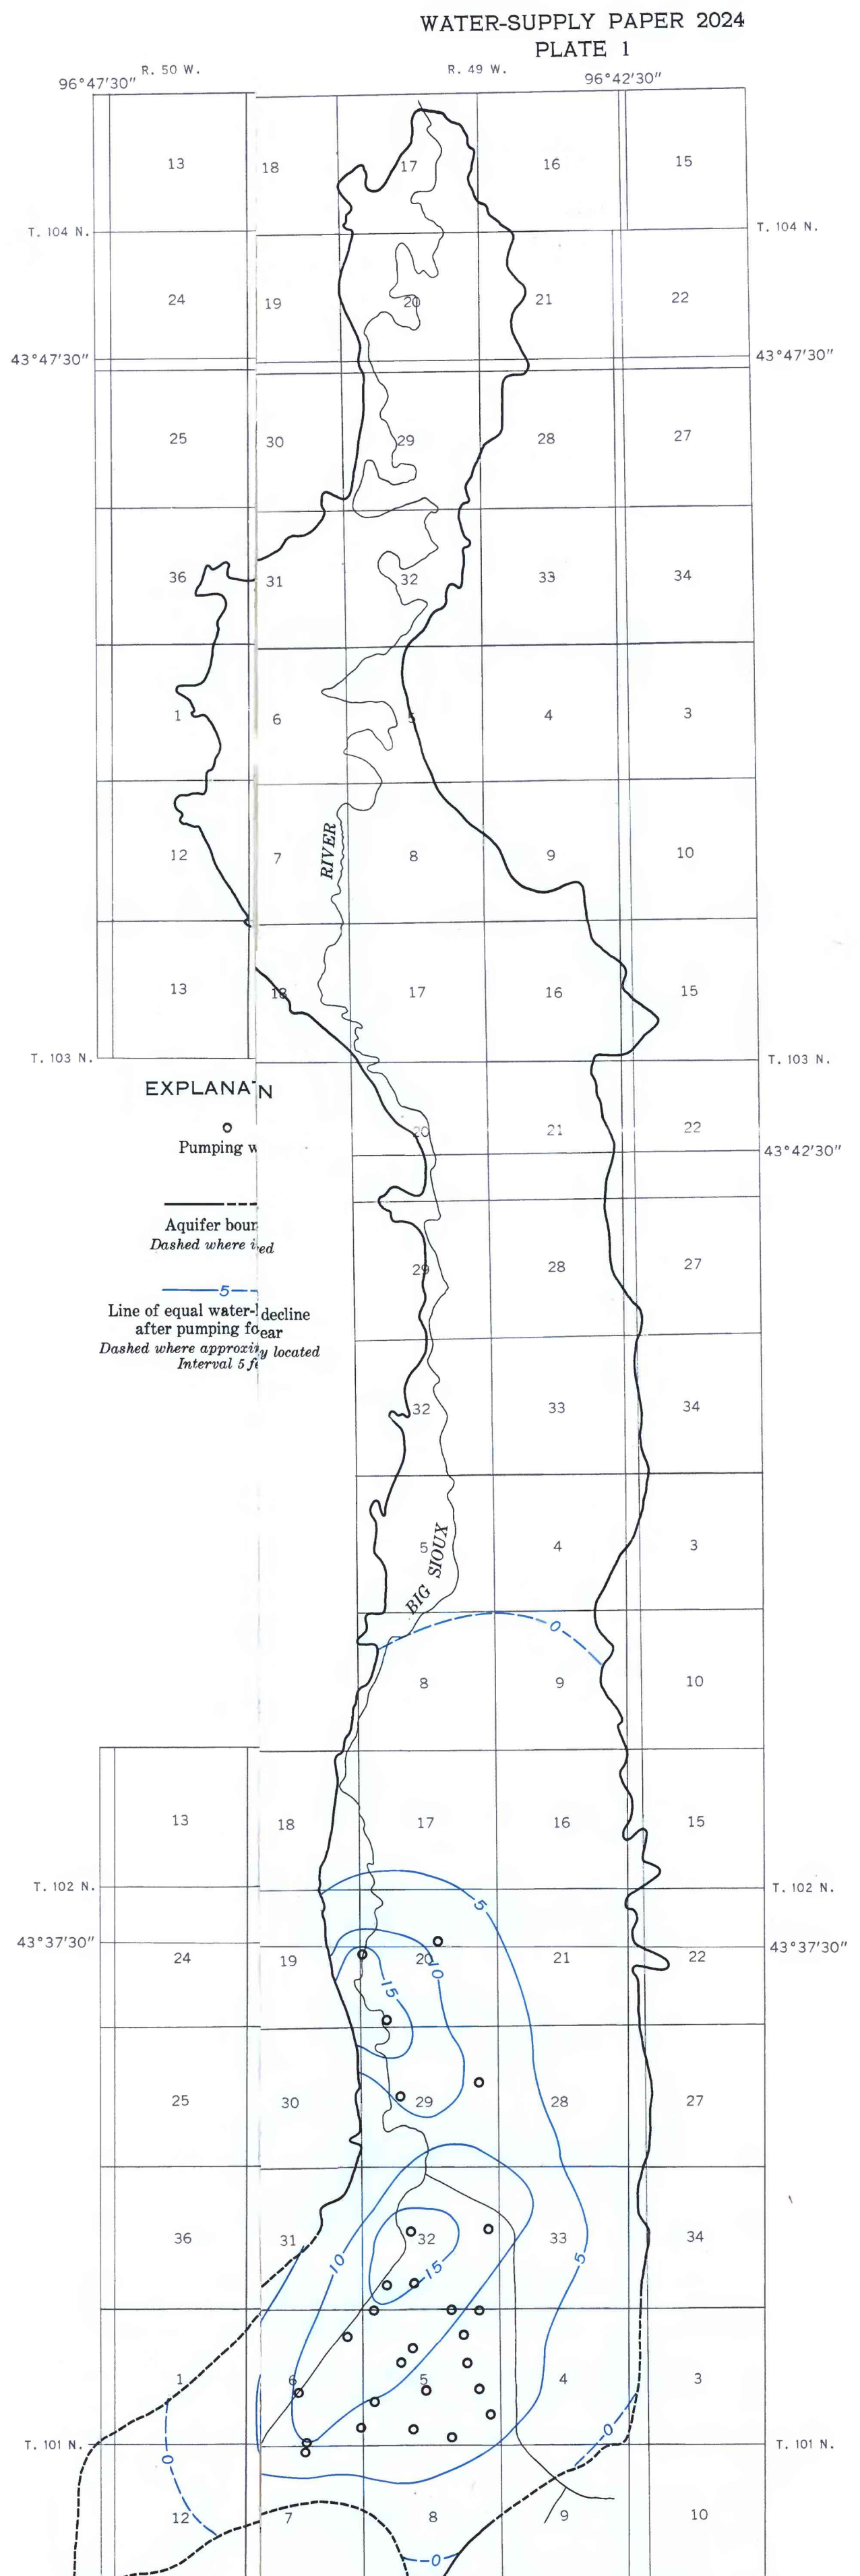 WATER-SUPPLY PAPER 2024
PLATE 1
R. 50 W. R. 49 W.
96°47'30" 96°42'30"
13 18 17 16 15
T. 104 N. T. 104 N.
24 19 20 21 22
43°47'30" 43°47'30"
25 30 29 28 27
36 31 32 33 34
1 6 5 4 3
RIVER
12 7 8 9 10
13 18 17 16 15
T. 103 N. T. 103 N.
EXPLANA N
20 21 22
Pumping w
43°42'30"
Aquifer bour
Dashed where i ed
29 28 27
5
Line of equal water-l decline
after pumping fo ear
Dashed where approxi y located
Interval 5 fe
32 33 34
5 4 3
BIG SIOUX
0
8 9 10
13 18 17 16 15
T. 102 N. T. 102 N.
5
43°37'30" 43°37'30"
24 19 20 21 22
10
15
25 30 29 28 27
36 31 32 33 34
10 15 5
1 6 5 4 3
0
T. 101 N. T. 101 N.
0
12 7 8 9 10
0